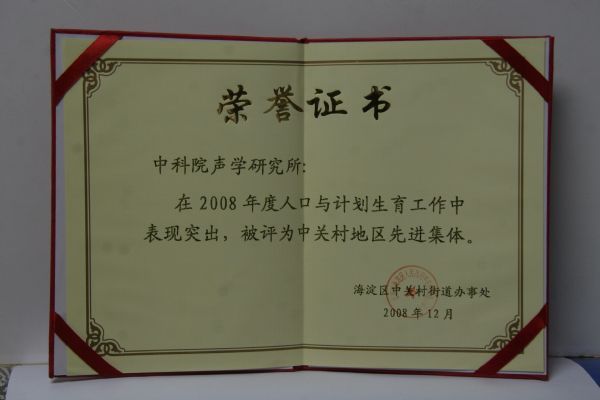 荣誉证书
中科院声学研究所:
在2008年度人口与计划生育工作中
表现突出，被评为中关村地区先进集体。
海淀区中关村街道办事处
2008年12月